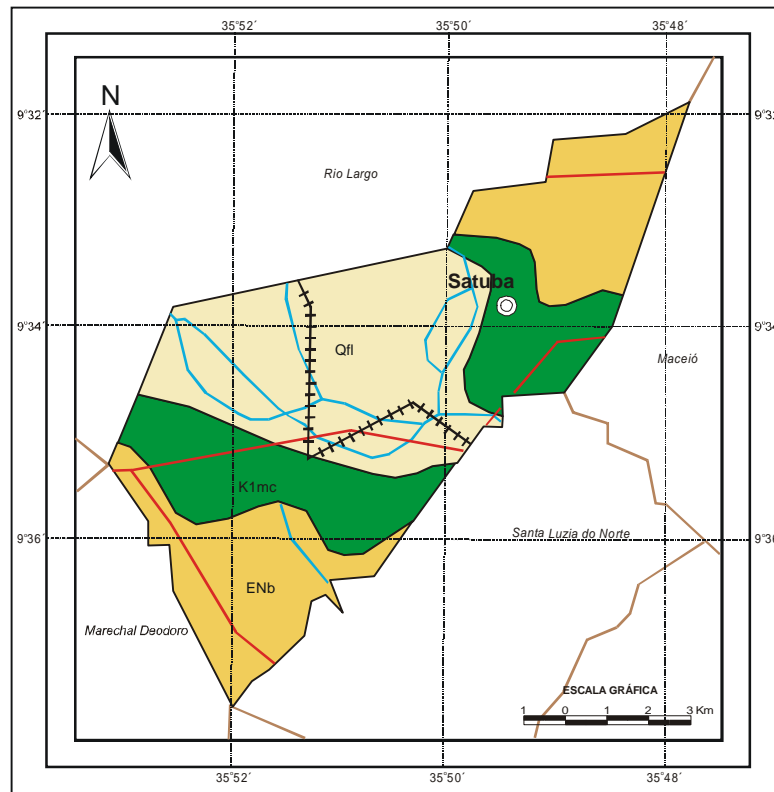 35°52´ 35°50´ 35°48´
N
9°32´ 9°32
Rio Largo
Satuba
9°34´ 9°34
Qfl
Maceió
K1mc
9°36´ 9°36
Santa Luzia do Norte
ENb
Marechal Deodoro
ESCALA GRÁFICA
1 0 1 2 3 Km
35°52´ 35°50´ 35°48´